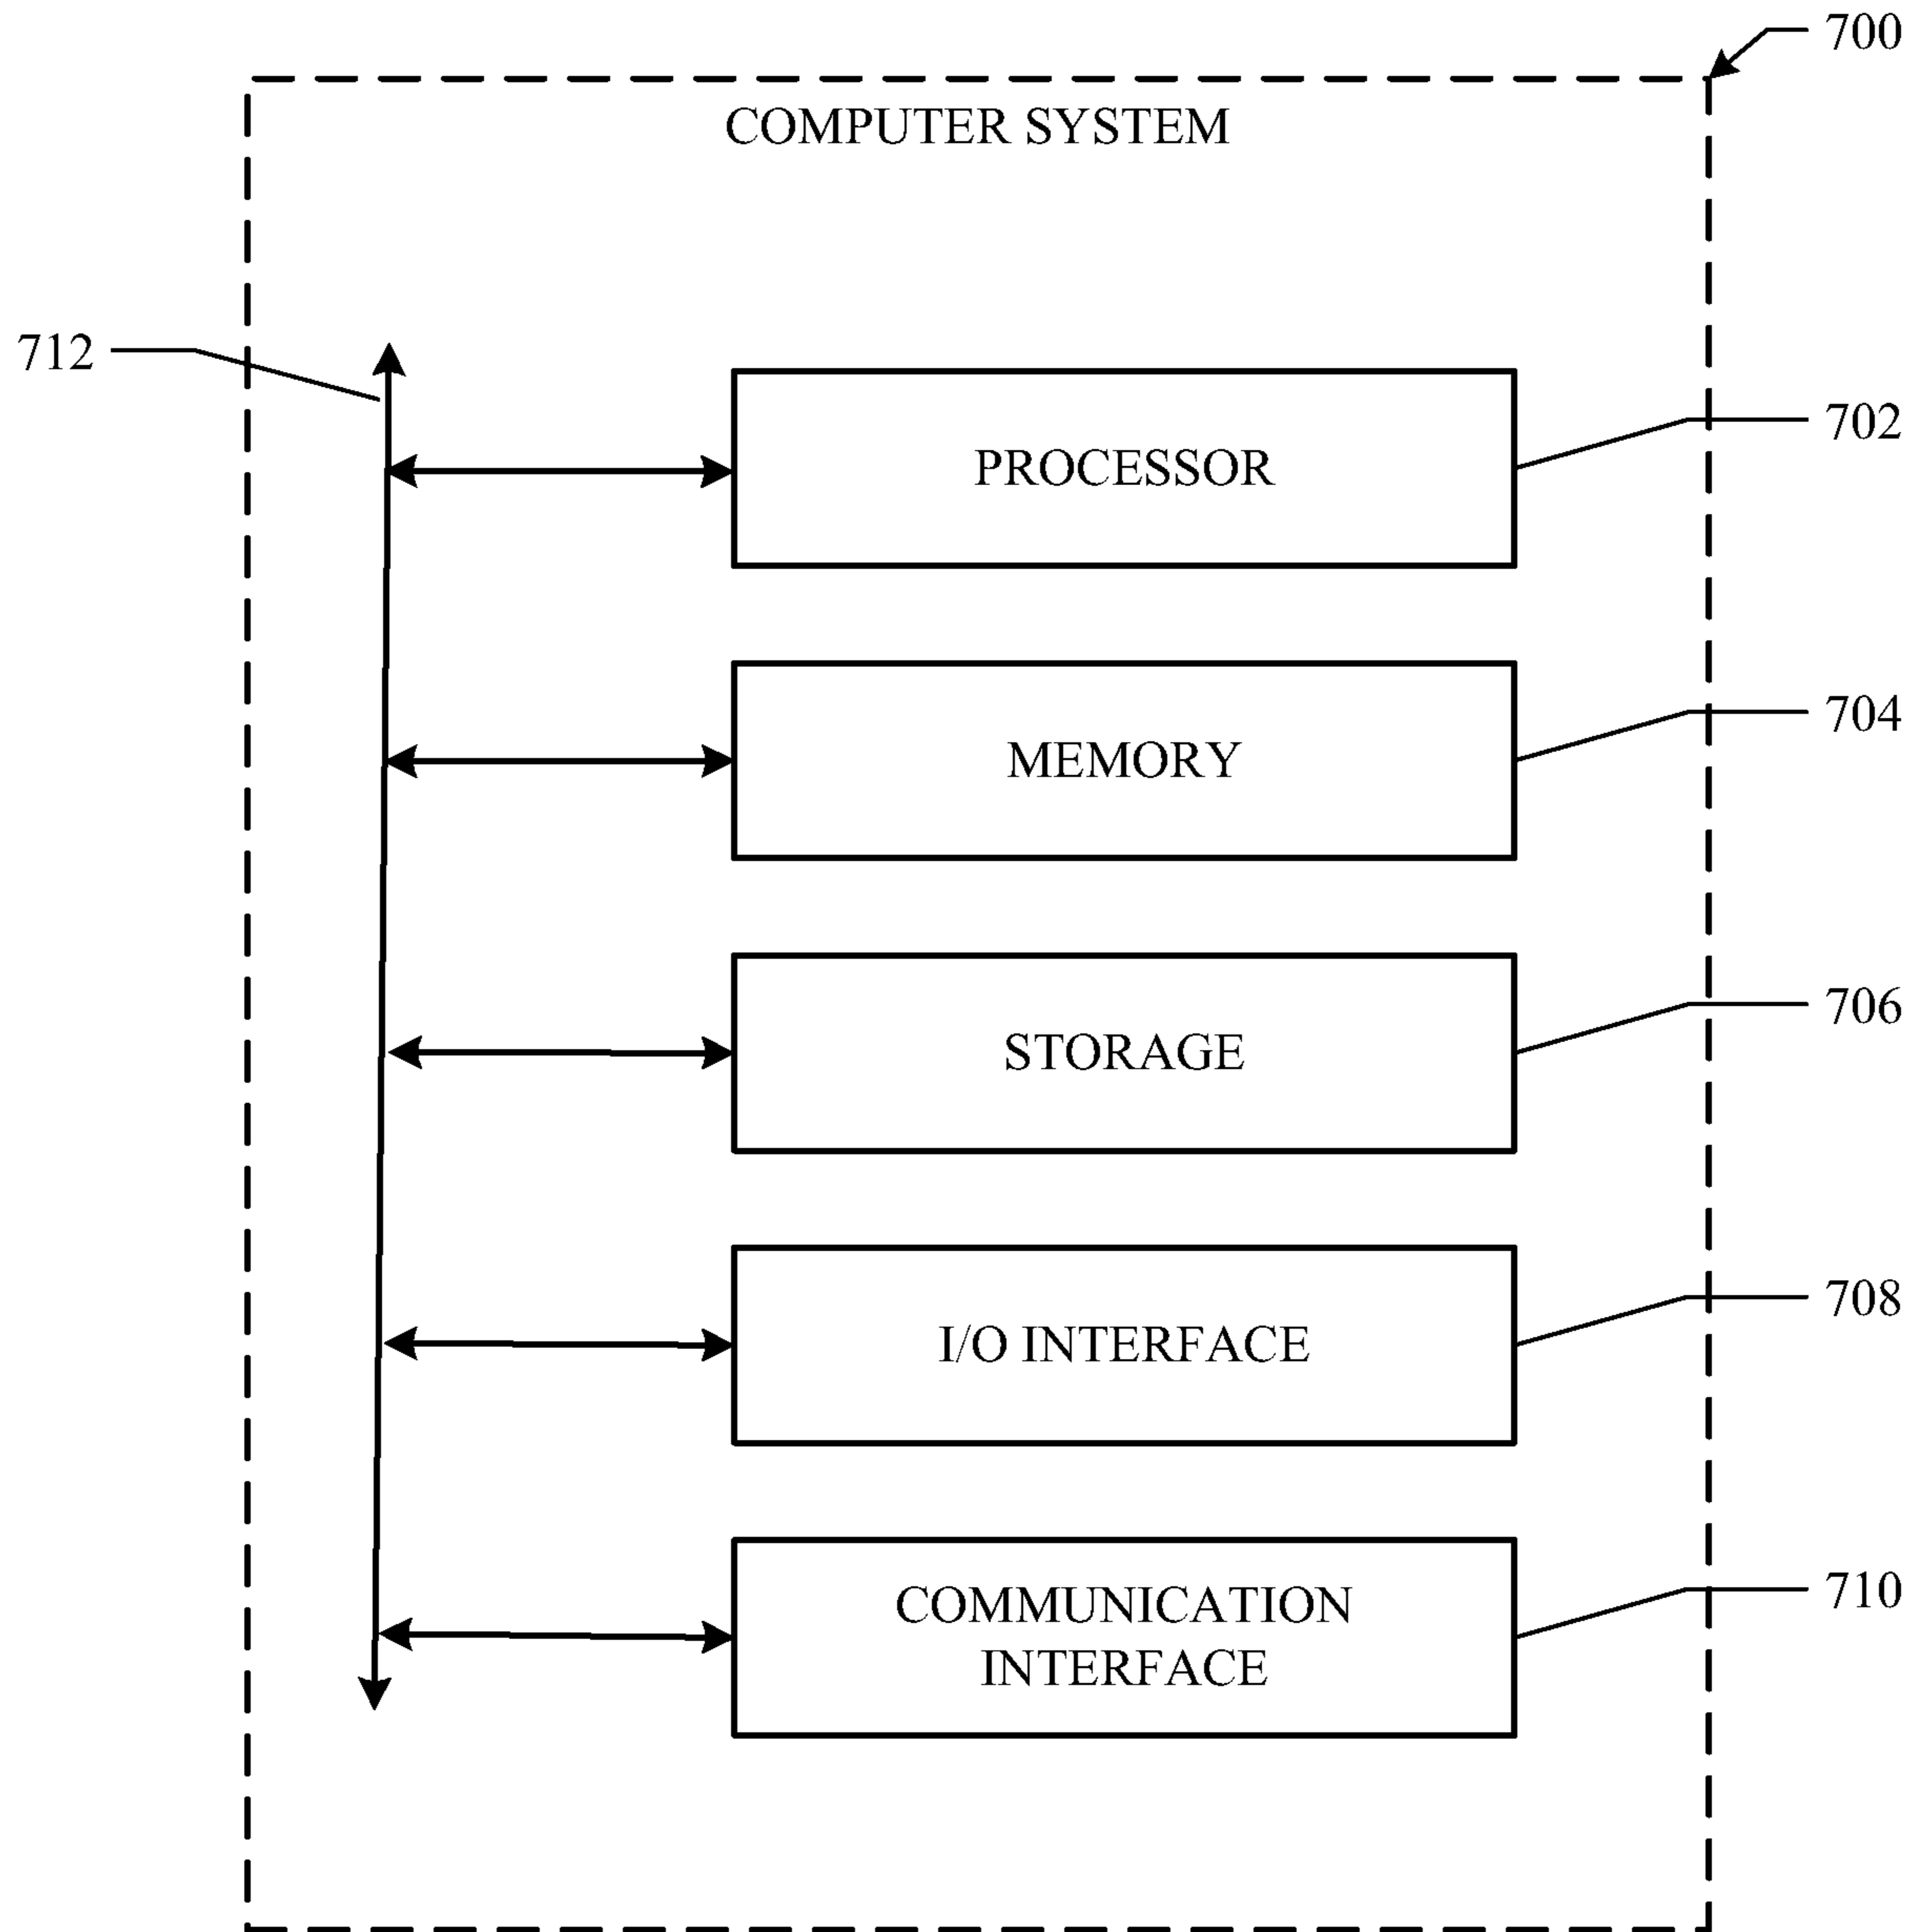 700
COMPUTER SYSTEM
712
702
PROCESSOR
704
MEMORY
706
STORAGE
708
I/O INTERFACE
710
COMMUNICATION
INTERFACE